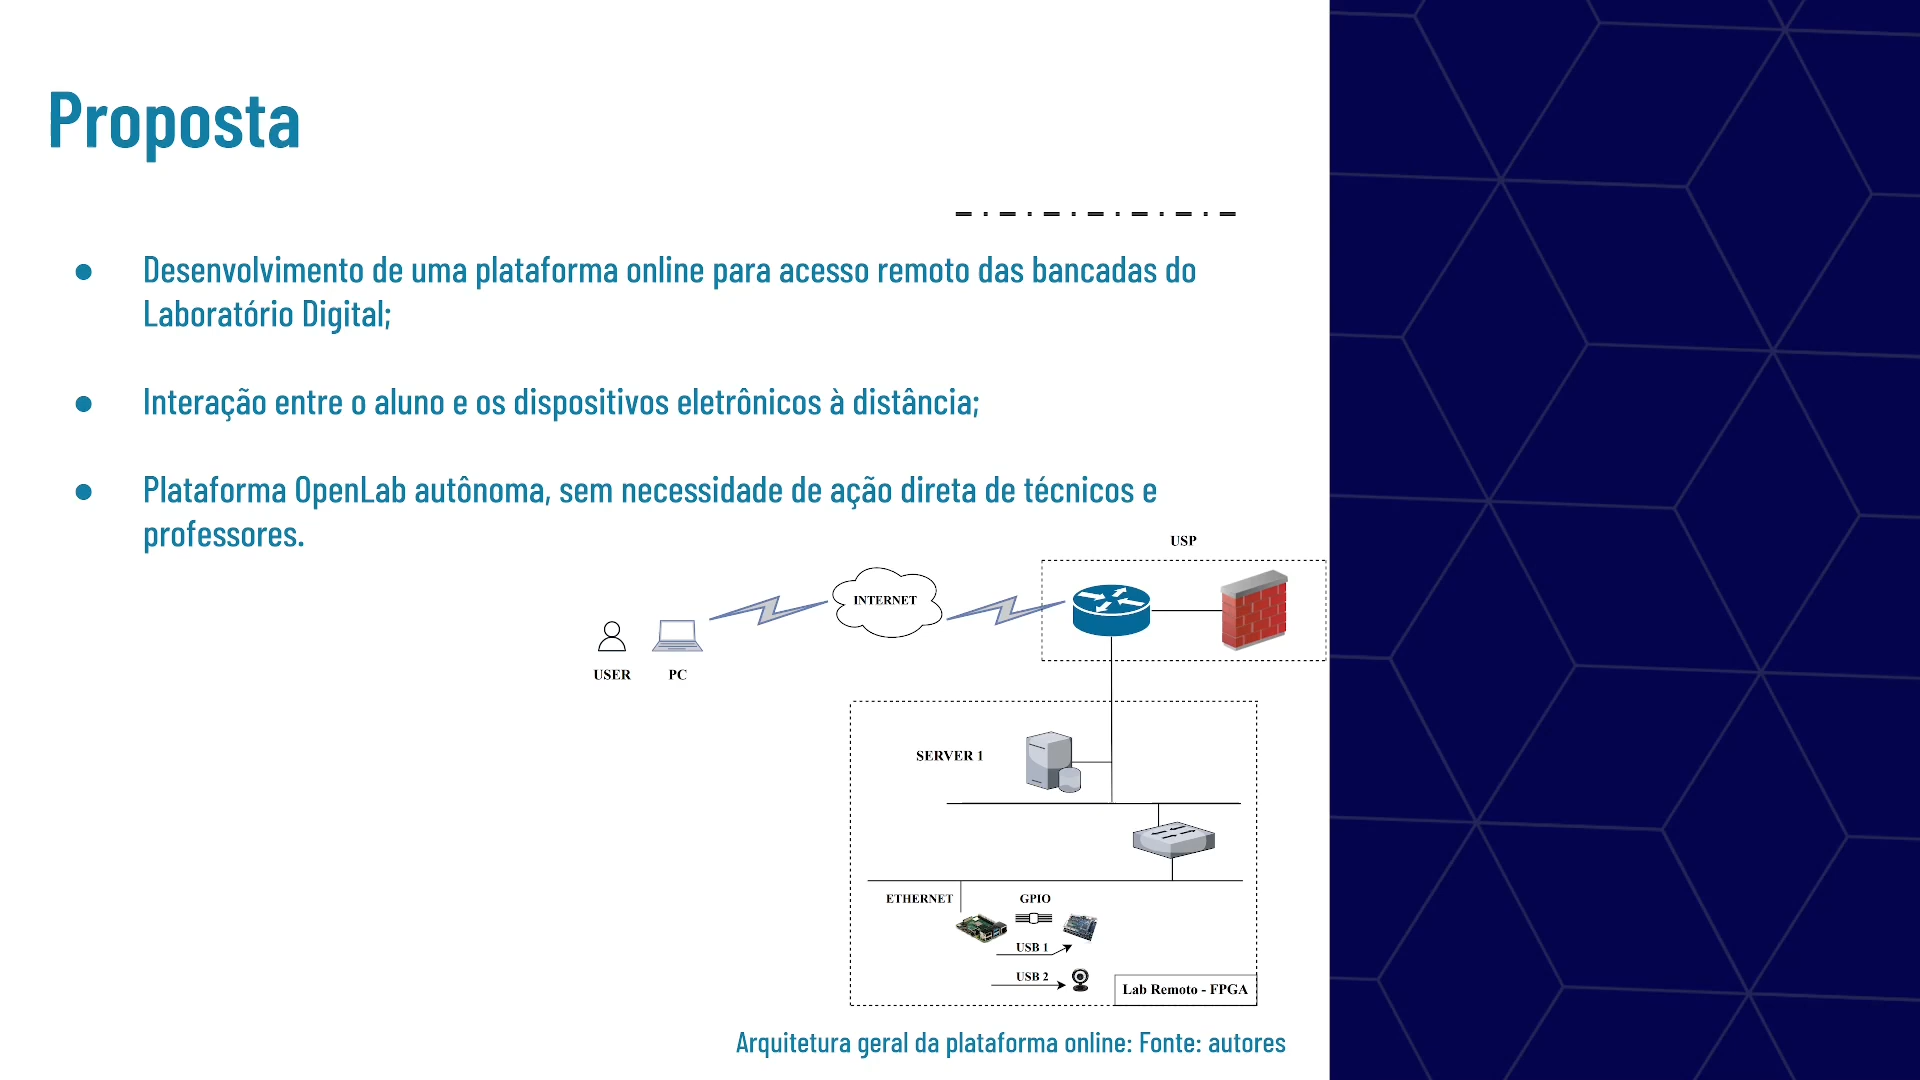 Proposta
● Desenvolvimento de uma plataforma online para acesso remoto das bancadas do
Laboratório Digital;
● Interação entre o aluno e os dispositivos eletrônicos à distância;
● Plataforma OpenLab autônoma, sem necessidade de ação direta de técnicos e
professores.
USP
INTERNET
USER
PC
SERVER 1
ETHERNET
GPIO
USB 1
USB 2
Lab Remoto - FPGA
Arquitetura geral da plataforma online: Fonte: autores